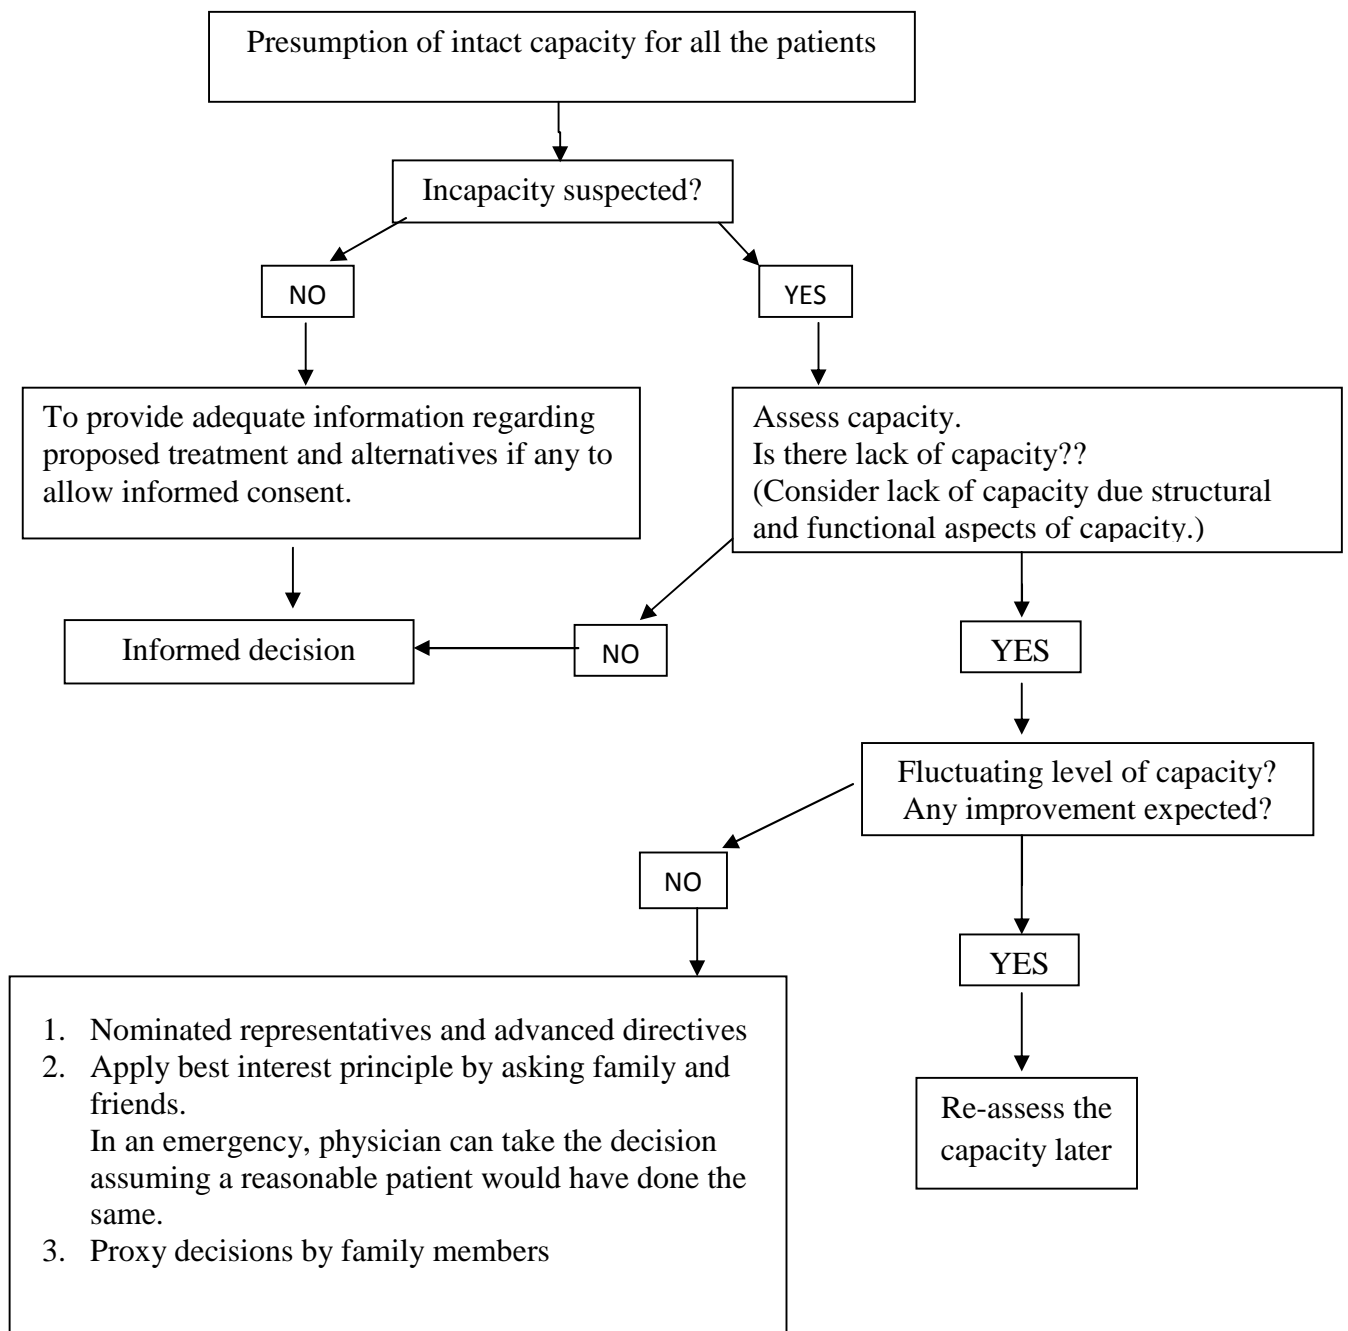 Presumption of intact capacity for all the patients
Incapacity suspected?
NO
YES
To provide adequate information regarding
proposed treatment and alternatives if any to
allow informed consent.
Assess capacity.
Is there lack of capacity??
(Consider lack of capacity due structural
and functional aspects of capacity.)
Informed decision
NO
YES
Fluctuating level of capacity?
Any improvement expected?
NO
YES
1. Nominated representatives and advanced directives
2. Apply best interest principle by asking family and
friends.
In an emergency, physician can take the decision
assuming a reasonable patient would have done the
same.
3. Proxy decisions by family members
Re-assess the
capacity later